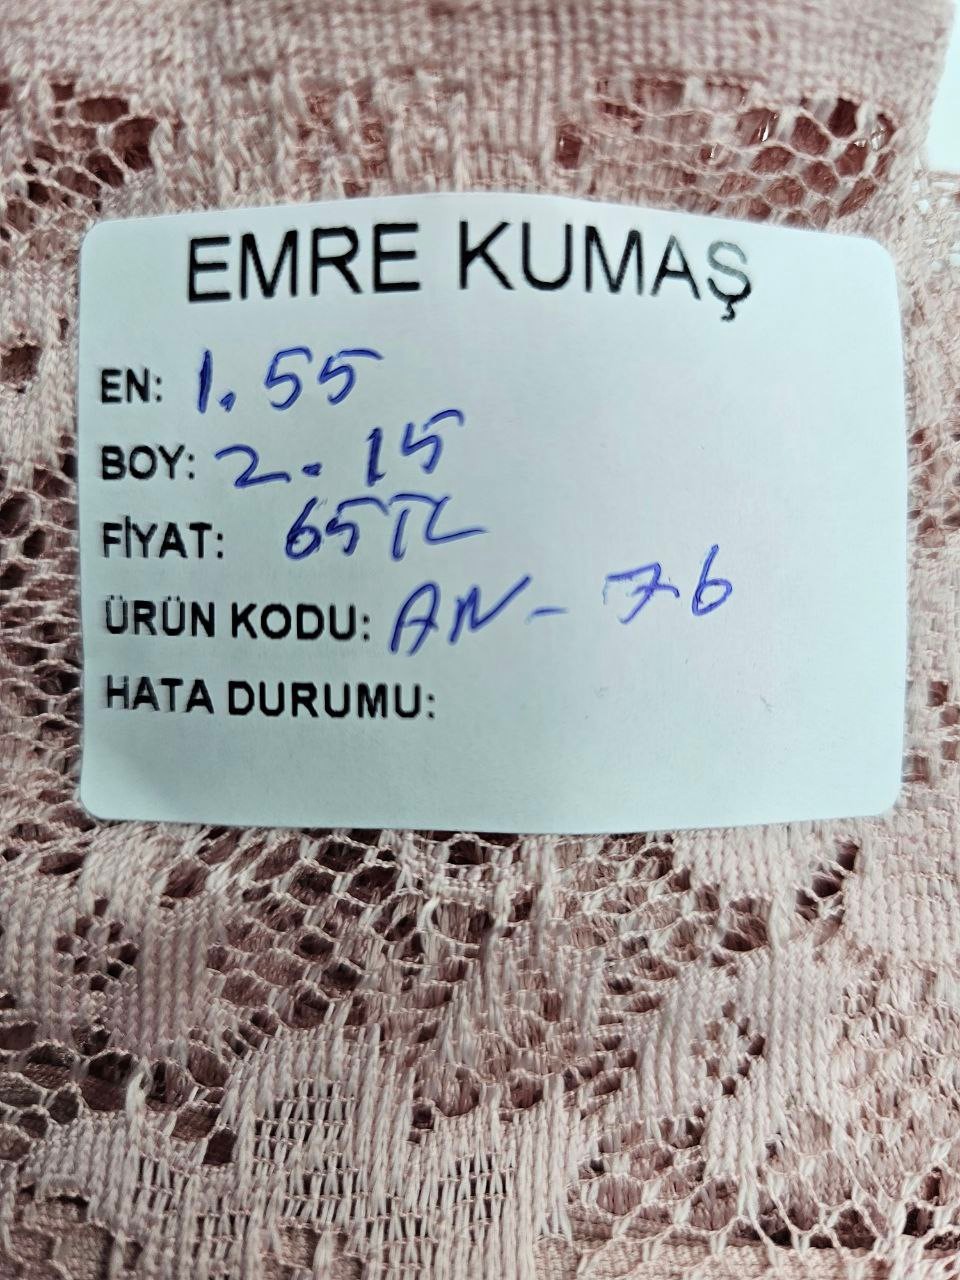 EMRE KUMAŞ
EN: 1.55
BOY: 2.15
FİYAT: 65TL
ÜRÜN KODU: AN-76
HATA DURUMU: